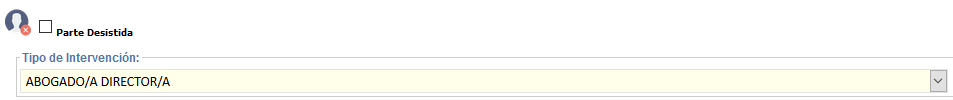 Parte Desistida
Tipo de Intervención:
ABOGADO/A DIRECTOR/A